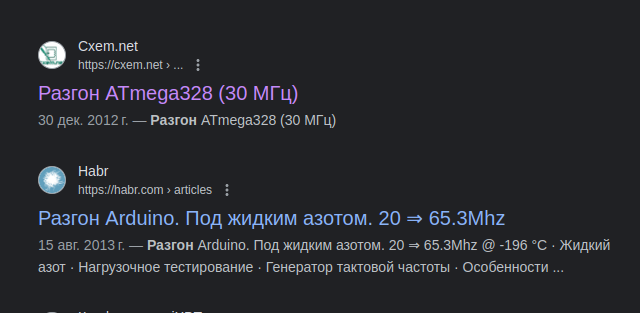 Cxem.net
https://cxem.net › ...
Разгон ATmega328 (30 МГц)
30 дек. 2012 г. — Разгон ATmega328 (30 МГц)
Habr
https://habr.com › articles
Разгон Arduino. Под жидким азотом. 20 ⇒ 65.3Mhz
15 авг. 2013 г. — Разгон Arduino. Под жидким азотом. 20 ⇒ 65.3Mhz @ -196 °C · Жидкий
азот · Нагрузочное тестирование · Генератор тактовой частоты · Особенности ...